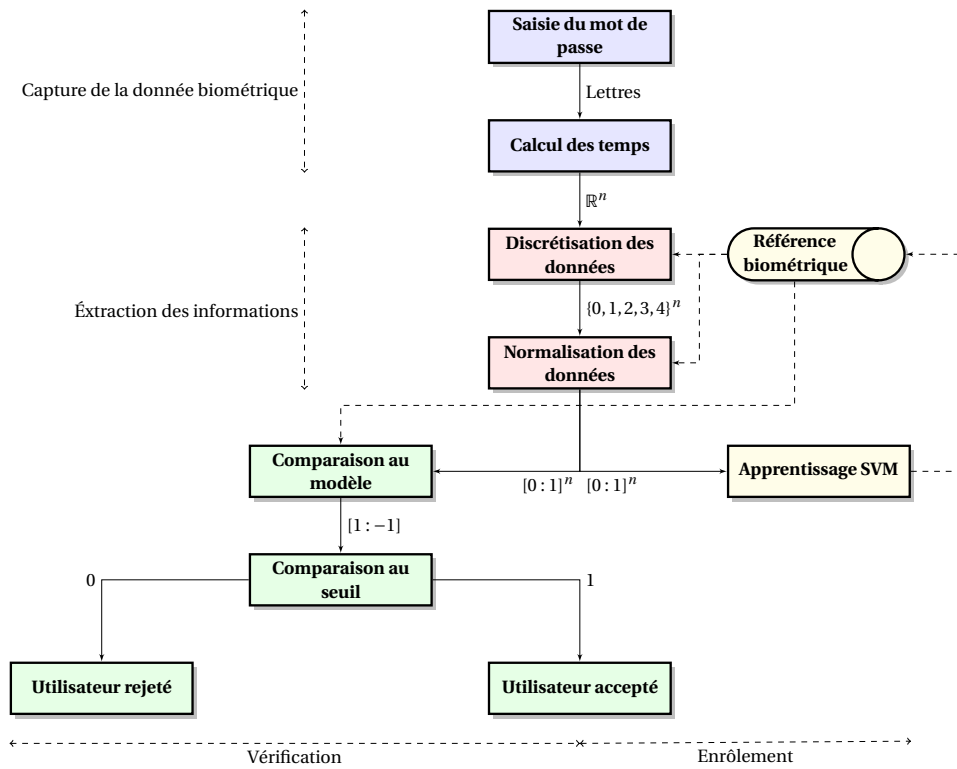 Saisie du mot de
passe
Capture de la donnée biométrique
Lettres
Calcul des temps
ℝⁿ
Discrétisation des
données
Référence
biométrique
Éxtraction des informations
{0, 1, 2, 3, 4}ⁿ
Normalisation des
données
Comparaison au
modèle
Apprentissage SVM
[0 : 1]ⁿ [0 : 1]ⁿ
[1 : −1]
Comparaison au
seuil
0
1
Utilisateur rejeté
Utilisateur accepté
Vérification
Enrôlement